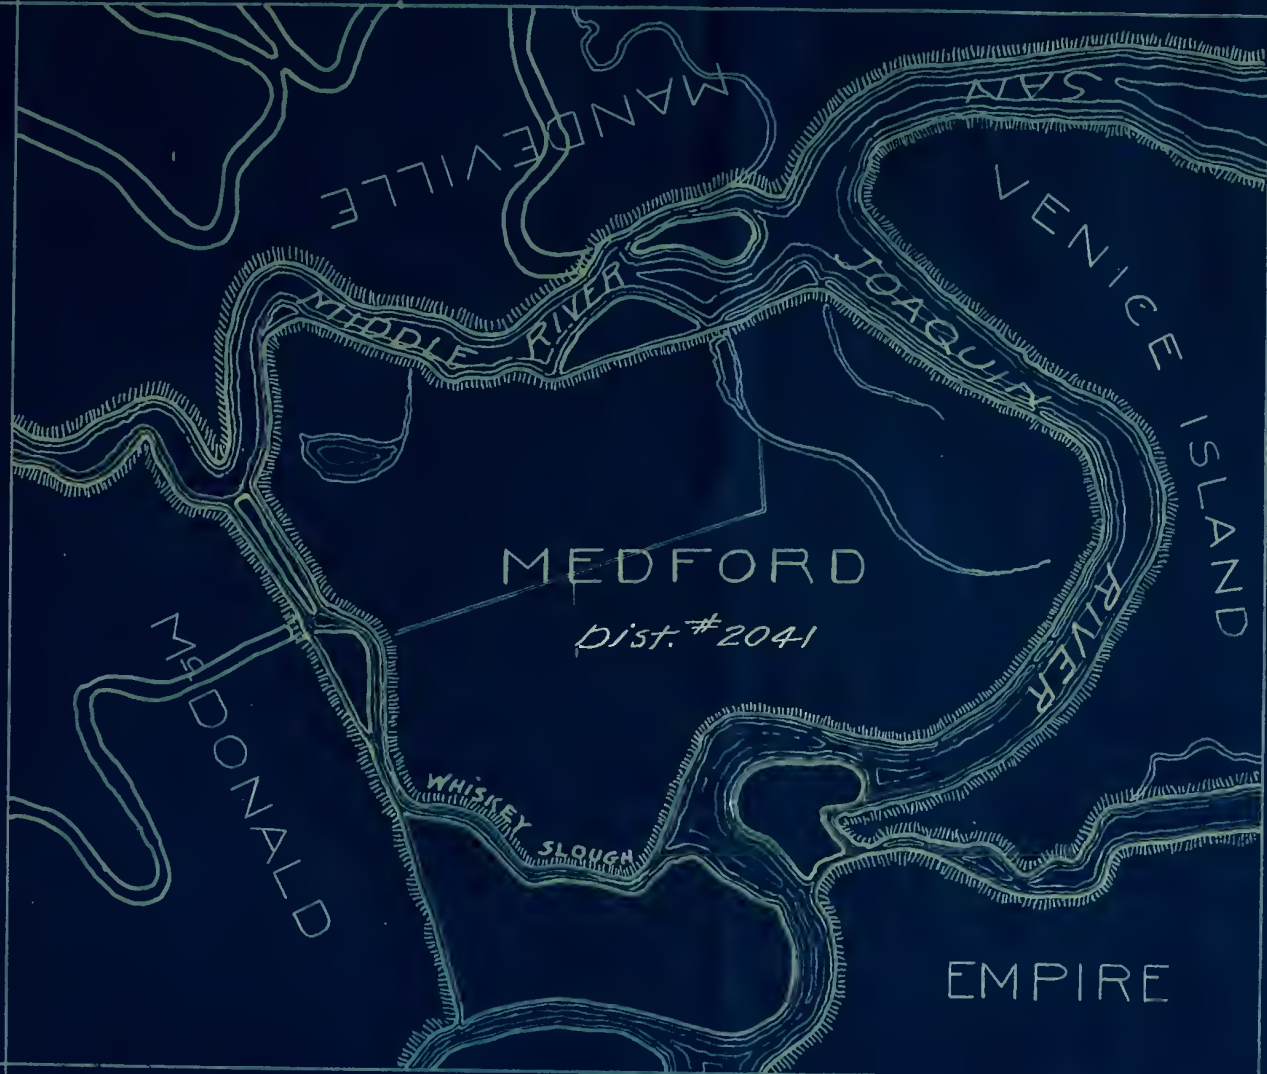 MANDEVILLE
SAN
JOAQUIN
RIVER
VENICE ISLAND
MIDDLE RIVER
MEDFORD
Dist. #2041
McDONALD
WHISKEY SLOUGH
EMPIRE